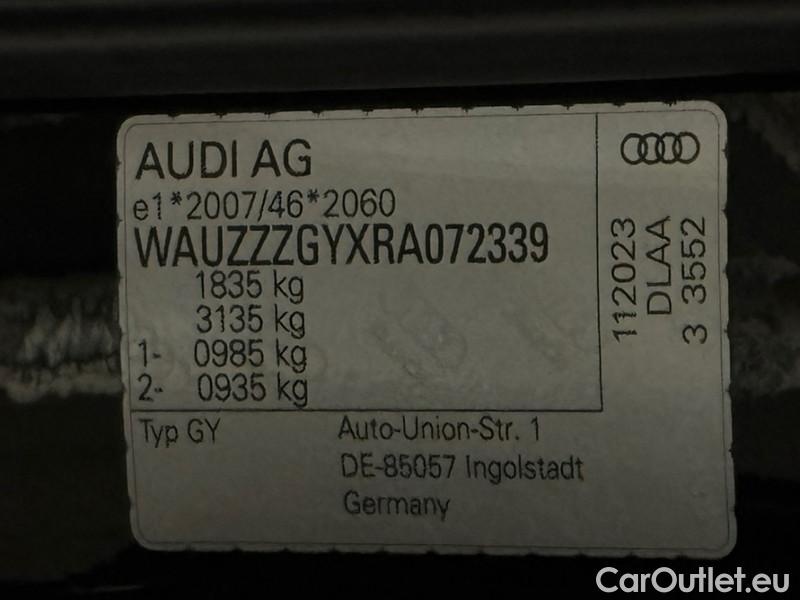 AUDI AG
e1*2007/46*2060
WAUZZZGYXRA072339
1835 kg
3135 kg
1- 0985 kg
2- 0935 kg
Typ GY
Auto-Union-Str. 1
DE-85057 Ingolstadt
Germany
112023
DLAA
3 3552
CarOutlet.eu